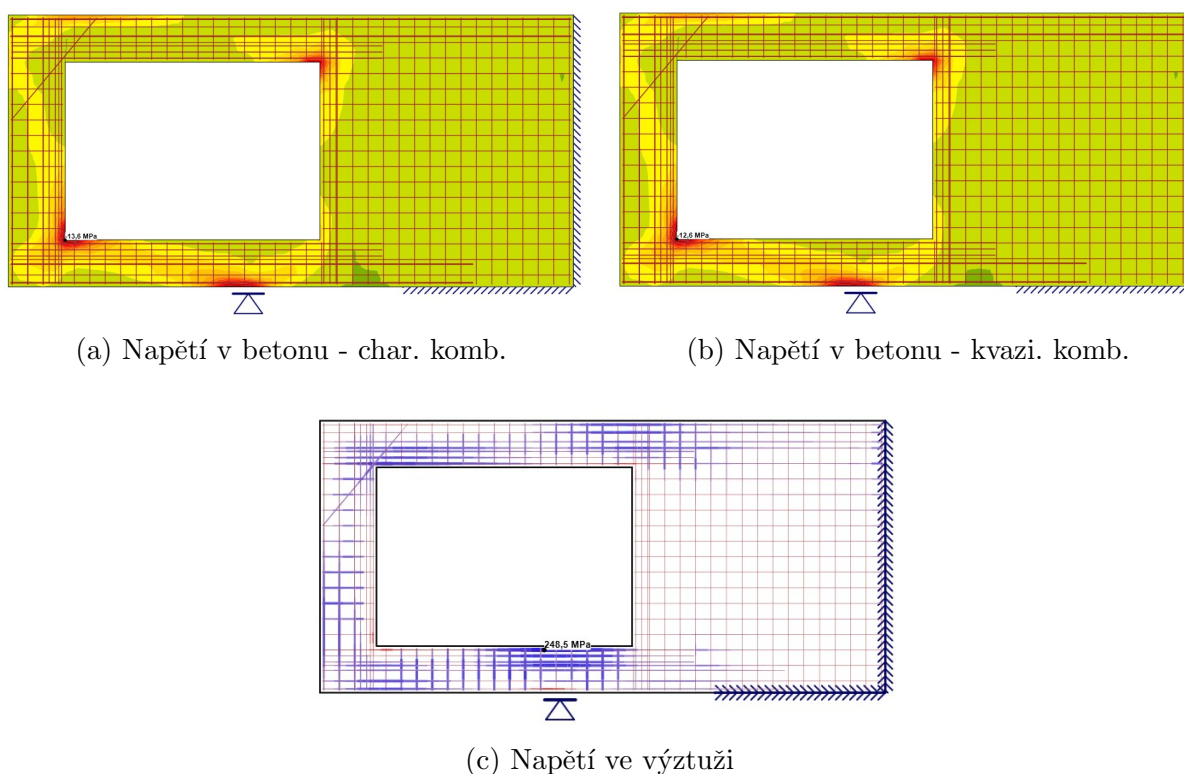 13,6 MPa
12,6 MPa
(a) Napětí v betonu - char. komb.
(b) Napětí v betonu - kvazi. komb.
248,5 MPa
(c) Napětí ve výztuži